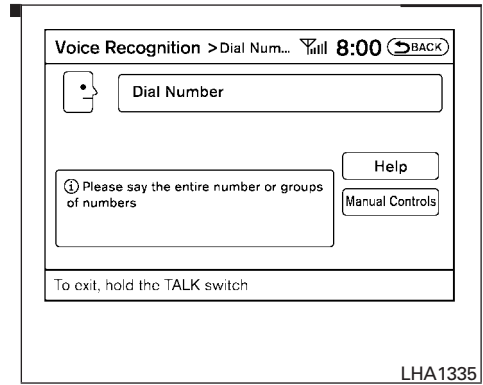 Voice Recognition > Dial Num... 8:00 BACK
Dial Number
Help
i Please say the entire number or groups
of numbers
Manual Controls
To exit, hold the TALK switch
LHA1335